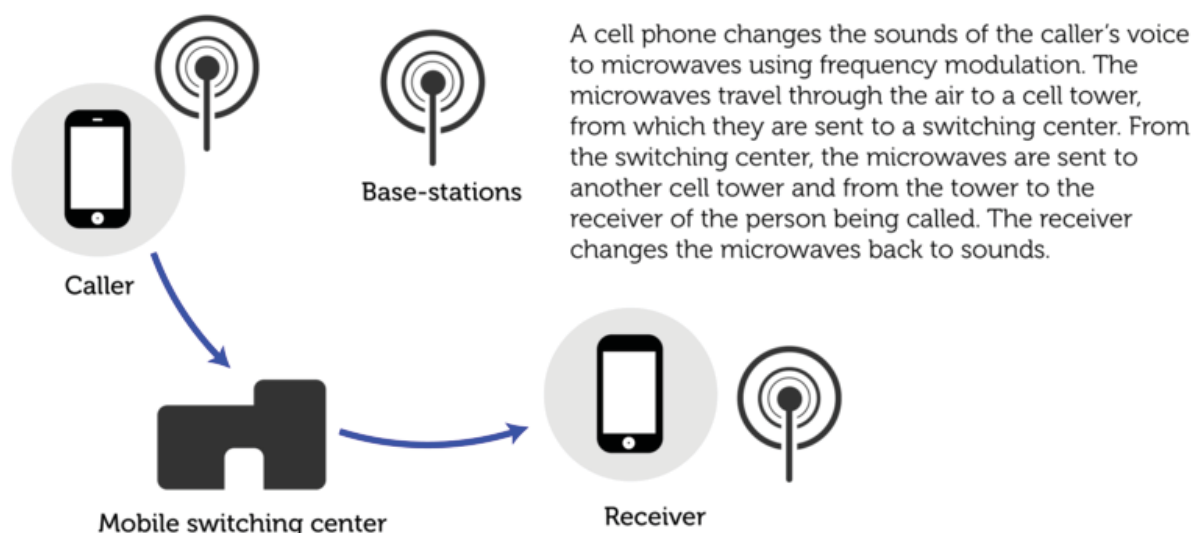 A cell phone changes the sounds of the caller's voice
to microwaves using frequency modulation. The
microwaves travel through the air to a cell tower,
from which they are sent to a switching center. From
the switching center, the microwaves are sent to
another cell tower and from the tower to the
receiver of the person being called. The receiver
changes the microwaves back to sounds.
Base-stations
Caller
Mobile switching center
Receiver